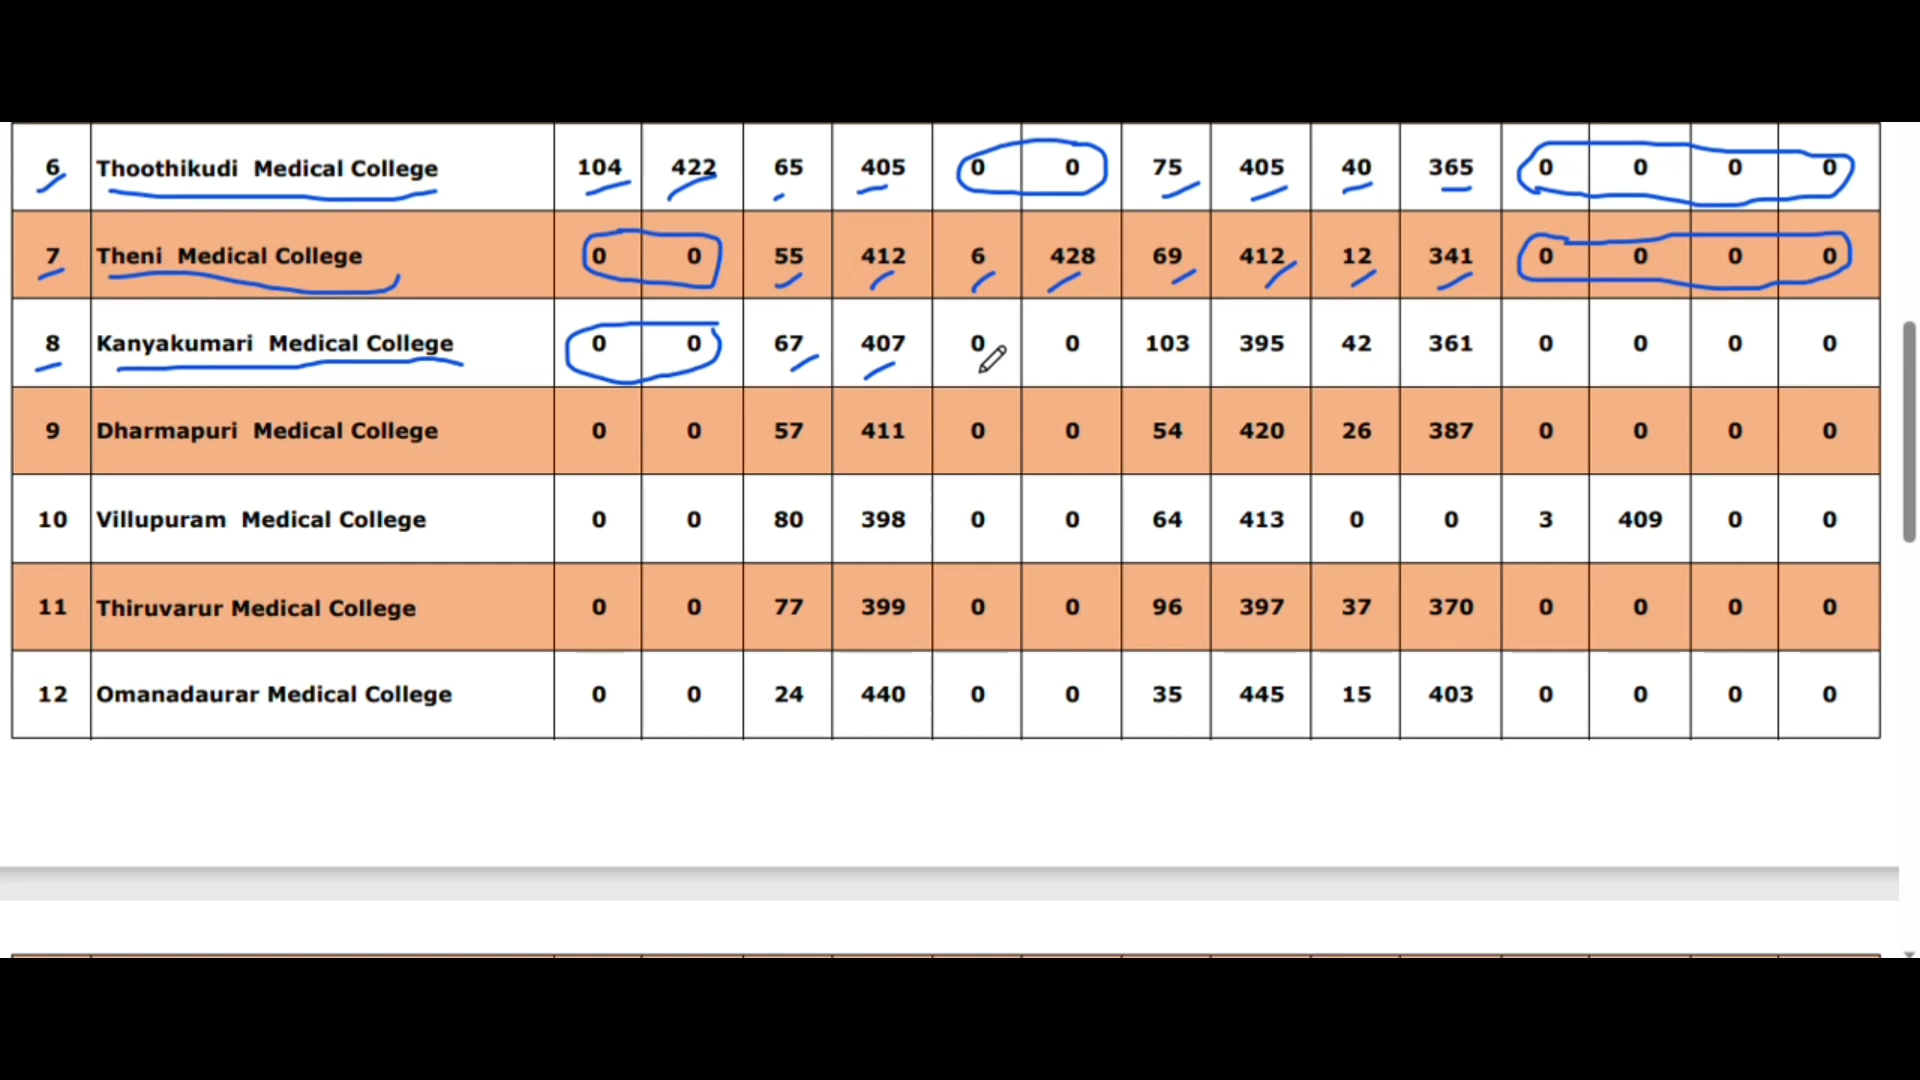 6 Thoothikudi Medical College 104 422 65 405 0 0 75 405 40 365 0 0 0 0
7 Theni Medical College 0 0 55 412 6 428 69 412 12 341 0 0 0 0
8 Kanyakumari Medical College 0 0 67 407 0 0 103 395 42 361 0 0 0 0
9 Dharmapuri Medical College 0 0 57 411 0 0 54 420 26 387 0 0 0 0
10 Villupuram Medical College 0 0 80 398 0 0 64 413 0 0 3 409 0 0
11 Thiruvarur Medical College 0 0 77 399 0 0 96 397 37 370 0 0 0 0
12 Omanadaurar Medical College 0 0 24 440 0 0 35 445 15 403 0 0 0 0